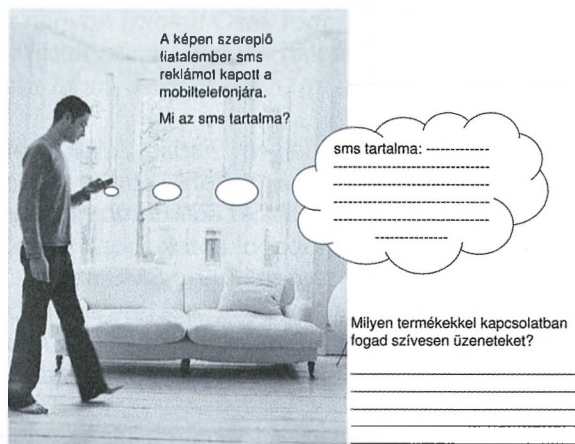 A képen szereplő
fiatalember sms
reklámot kapott a
mobiltelefonjára.
Mi az sms tartalma?
sms tartalma:
Milyen termékekkel kapcsolatban
fogad szívesen üzeneteket?